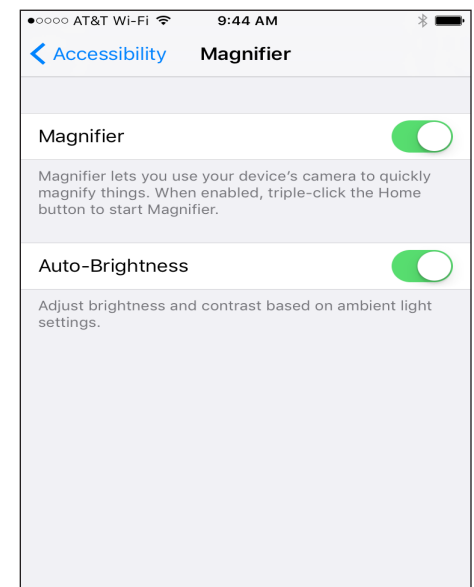 AT&T Wi-Fi 9:44 AM
Accessibility Magnifier
Magnifier
Magnifier lets you use your device's camera to quickly
magnify things. When enabled, triple-click the Home
button to start Magnifier.
Auto-Brightness
Adjust brightness and contrast based on ambient light
settings.